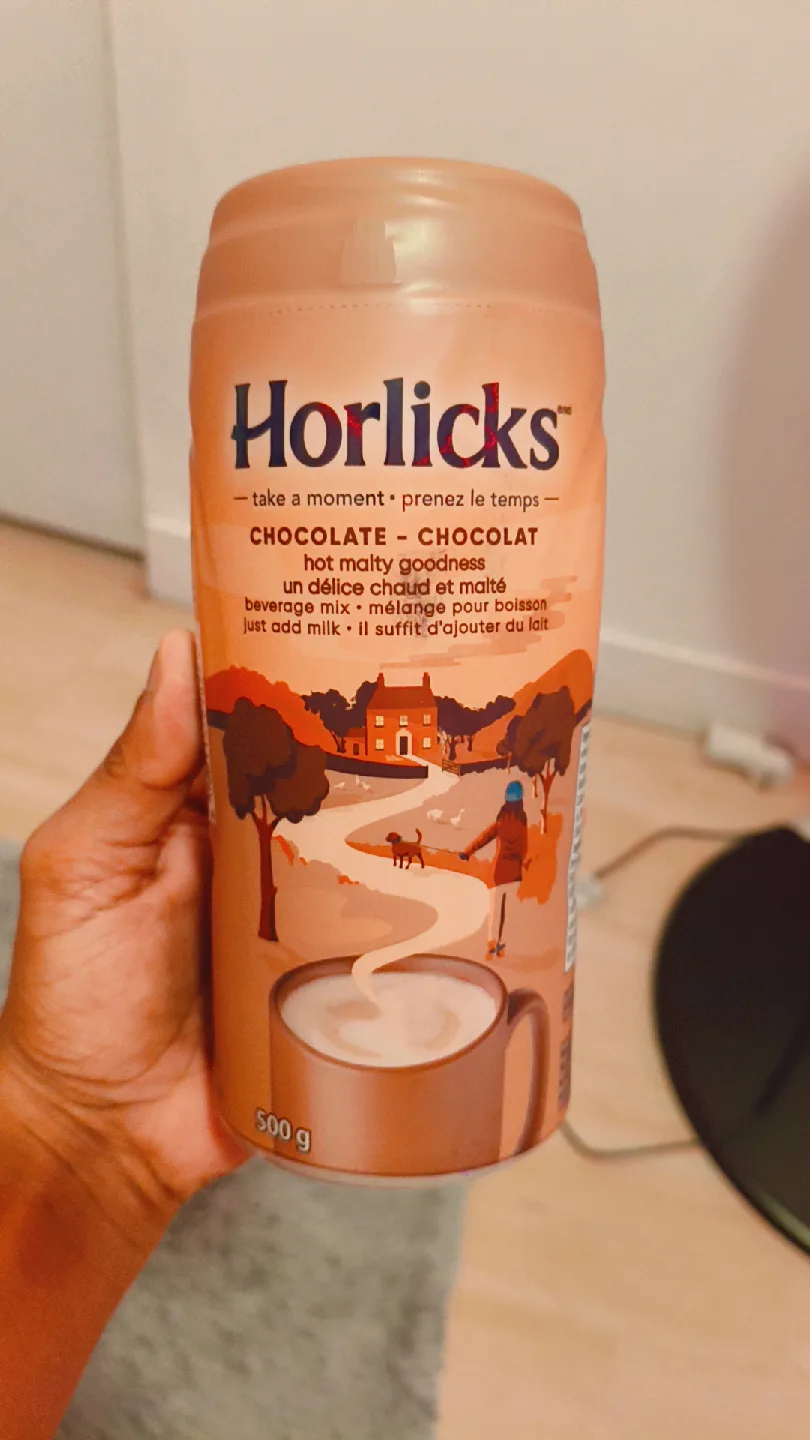 Horlicks
take a moment • prenez le temps
CHOCOLATE – CHOCOLAT
hot malty goodness
un délice chaud et malté
beverage mix • mélange pour boisson
just add milk • il suffit d'ajouter du lait
500 g